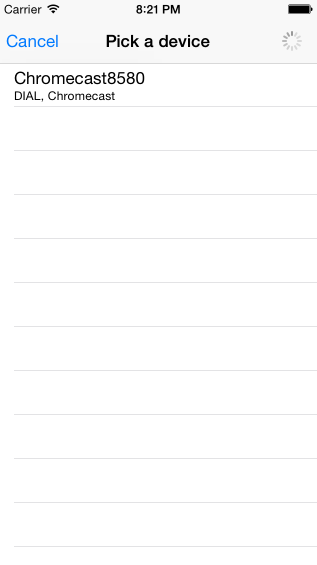 Carrier 8:21 PM
Cancel Pick a device
Chromecast8580
DIAL, Chromecast